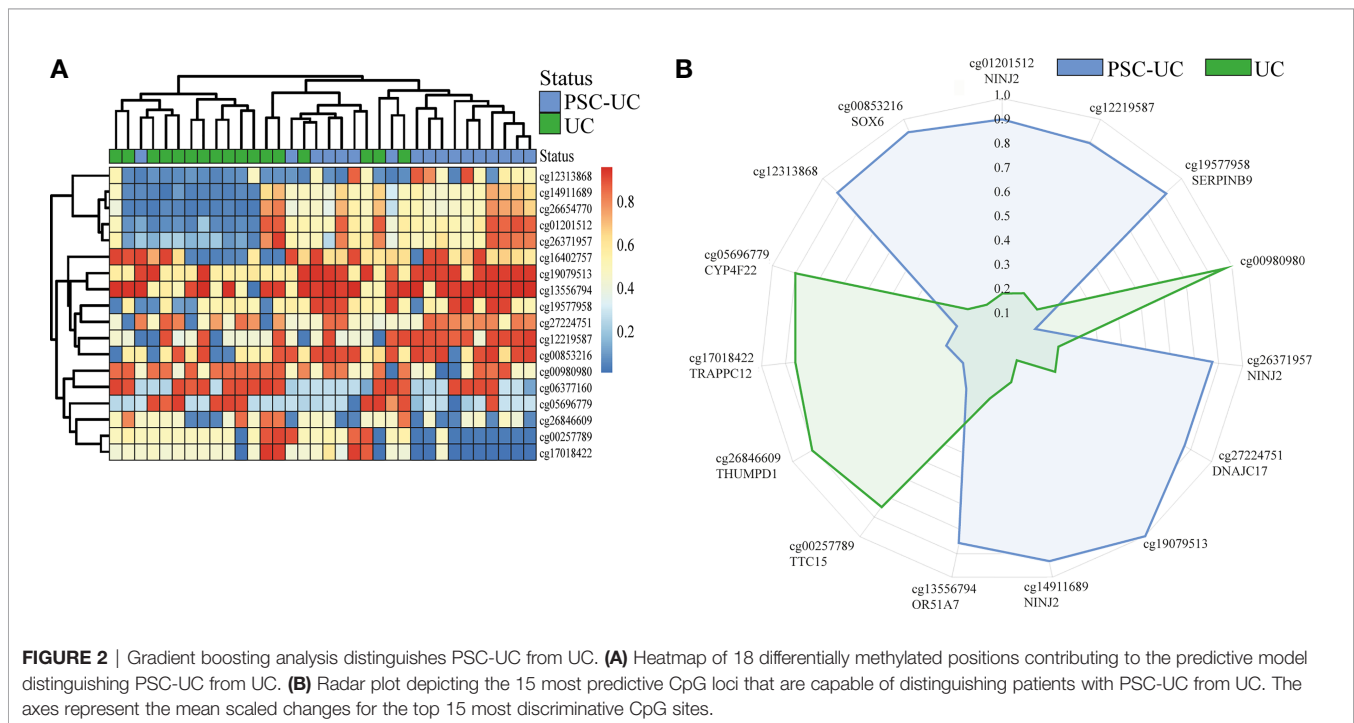 A
Status
PSC-UC
UC
Status
cg12313868
cg14911689
cg26654770
cg01201512
cg26371957
cg16402757
cg19079513
cg13556794
cg19577958
cg27224751
cg12219587
cg00853216
cg00980980
cg06377160
cg05696779
cg26846609
cg00257789
cg17018422
0.8
0.6
0.4
0.2
B
PSC-UC
UC
cg01201512
NINJ2
cg12219587
cg19577958
SERPINB9
cg00980980
cg26371957
NINJ2
cg27224751
DNAJC17
cg19079513
cg14911689
NINJ2
cg13556794
OR51A7
cg00257789
TTC15
cg26846609
THUMPD1
cg17018422
TRAPPC12
cg05696779
CYP4F22
cg12313868
cg00853216
SOX6
1.0
0.9
0.8
0.7
0.6
0.5
0.4
0.3
0.2
0.1
FIGURE 2 | Gradient boosting analysis distinguishes PSC-UC from UC. (A) Heatmap of 18 differentially methylated positions contributing to the predictive model
distinguishing PSC-UC from UC. (B) Radar plot depicting the 15 most predictive CpG loci that are capable of distinguishing patients with PSC-UC from UC. The
axes represent the mean scaled changes for the top 15 most discriminative CpG sites.